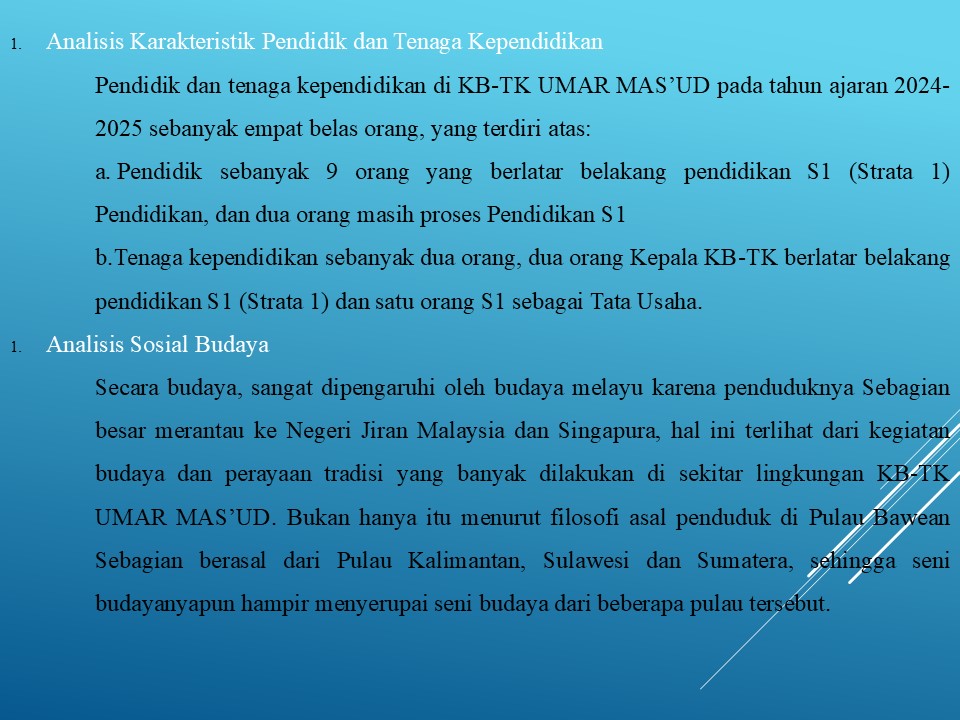 1. Analisis Karakteristik Pendidik dan Tenaga Kependidikan
Pendidik dan tenaga kependidikan di KB-TK UMAR MAS’UD pada tahun ajaran 2024-
2025 sebanyak empat belas orang, yang terdiri atas:
a. Pendidik sebanyak 9 orang yang berlatar belakang pendidikan S1 (Strata 1)
Pendidikan, dan dua orang masih proses Pendidikan S1
b.Tenaga kependidikan sebanyak dua orang, dua orang Kepala KB-TK berlatar belakang
pendidikan S1 (Strata 1) dan satu orang S1 sebagai Tata Usaha.
1. Analisis Sosial Budaya
Secara budaya, sangat dipengaruhi oleh budaya melayu karena penduduknya Sebagian
besar merantau ke Negeri Jiran Malaysia dan Singapura, hal ini terlihat dari kegiatan
budaya dan perayaan tradisi yang banyak dilakukan di sekitar lingkungan KB-TK
UMAR MAS’UD. Bukan hanya itu menurut filosofi asal penduduk di Pulau Bawean
Sebagian berasal dari Pulau Kalimantan, Sulawesi dan Sumatera, sehingga seni
budayanyapun hampir menyerupai seni budaya dari beberapa pulau tersebut.